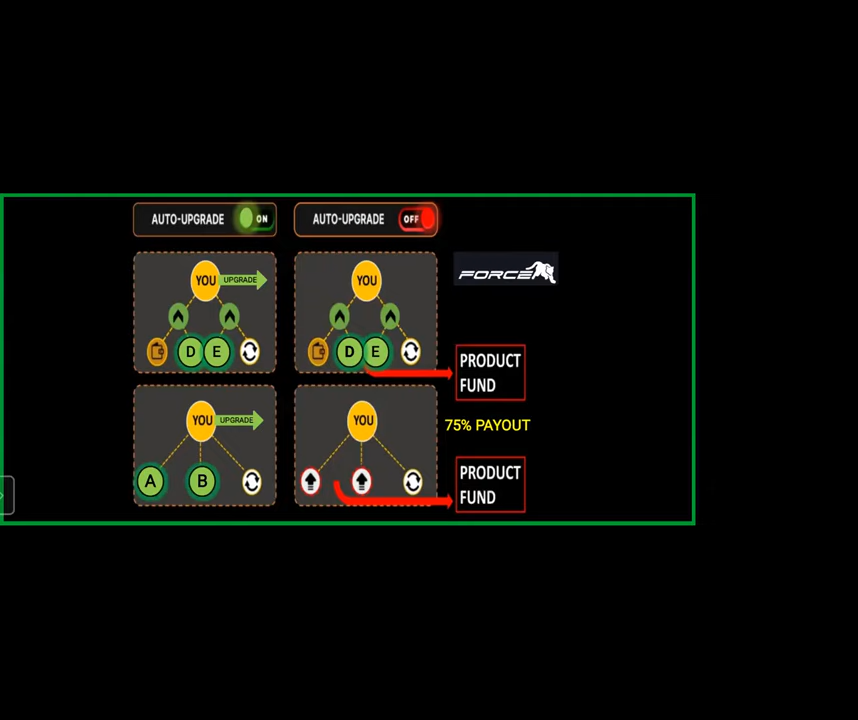 AUTO-UPGRADE ON
AUTO-UPGRADE OFF
YOU UPGRADE
D E
YOU
D E
FORCE
PRODUCT
FUND
YOU UPGRADE
A B
YOU
75% PAYOUT
PRODUCT
FUND